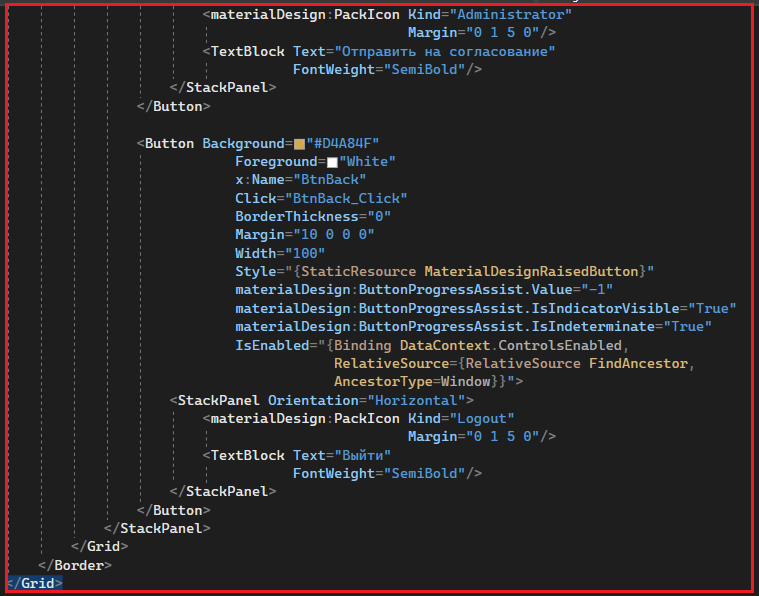 <materialDesign:PackIcon Kind="Administrator"
Margin="0 1 5 0"/>
<TextBlock Text="Отправить на согласование"
FontWeight="SemiBold"/>
</StackPanel>
</Button>
<Button Background="#D4A84F"
Foreground="White"
x:Name="BtnBack"
Click="BtnBack_Click"
BorderThickness="0"
Margin="10 0 0 0"
Width="100"
Style="{StaticResource MaterialDesignRaisedButton}"
materialDesign:ButtonProgressAssist.Value="-1"
materialDesign:ButtonProgressAssist.IsIndicatorVisible="True"
materialDesign:ButtonProgressAssist.IsIndeterminate="True"
IsEnabled="{Binding DataContext.ControlsEnabled,
RelativeSource={RelativeSource FindAncestor,
AncestorType=Window}}">
<StackPanel Orientation="Horizontal">
<materialDesign:PackIcon Kind="Logout"
Margin="0 1 5 0"/>
<TextBlock Text="Выйти"
FontWeight="SemiBold"/>
</StackPanel>
</Button>
</StackPanel>
</Grid>
</Border>
</Grid>